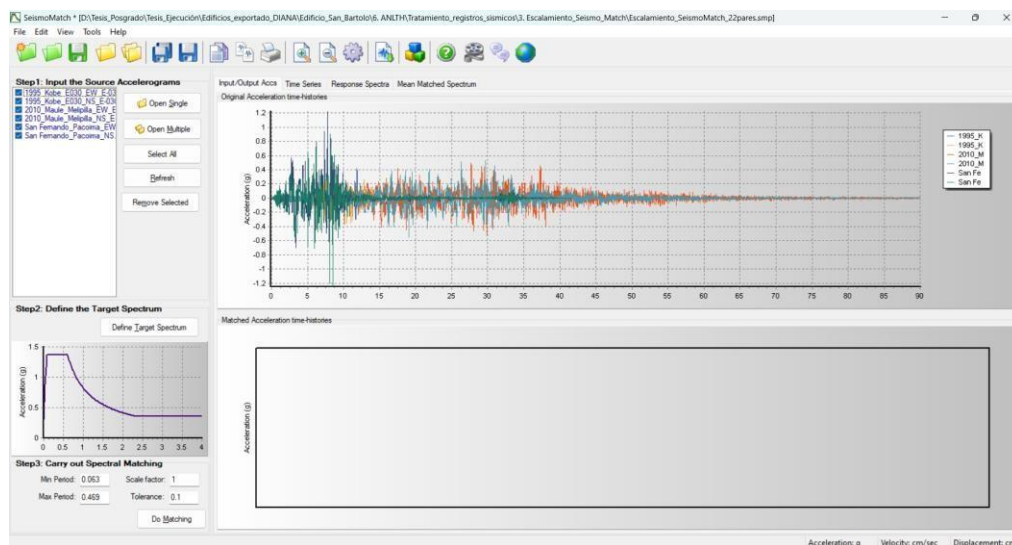 SeismoMatch * [D:\Tesis_Posgrado\Tesis_Ejecución\Edificios_exportado_DIANA\Edificio_San_Bartolo\6. ANLTH\Tratamiento_registros_sismicos\3. Escalamiento_Seismo_Match\Escalamiento_SeismoMatch_22pares.smp]
File Edit View Tools Help
Step1: Input the Source Accelerograms
1995_Kobe_E030_EW_E-03
1995_Kobe_E030_NS_E-030
2010_Maule_Melipilla_EW_E
2010_Maule_Melipilla_NS_E
San Fernando_Pacoima_EW
San Fernando_Pacoima_NS.
Open Single
Open Multiple
Select All
Refresh
Remove Selected
Step2: Define the Target Spectrum
Define Target Spectrum
Acceleration (g)
1.5
1
0.5
0
0 0.5 1 1.5 2 2.5 3 3.5 4
Step3: Carry out Spectral Matching
Min Period: 0.063 Scale factor: 1
Max Period: 0.469 Tolerance: 0.1
Do Matching
Input/Output Accs Time Series Response Spectra Mean Matched Spectrum
Original Acceleration time-histories
Acceleration (g)
1.2
1
0.8
0.6
0.4
0.2
0
-0.2
-0.4
-0.6
-0.8
-1
-1.2
0 5 10 15 20 25 30 35 40 45 50 55 60 65 70 75 80 85 90
1995_K
1995_K
2010_M
2010_M
San Fe
San Fe
Matched Acceleration time-histories
Acceleration (g)
Acceleration: g Velocity: cm/sec Displacement: cm